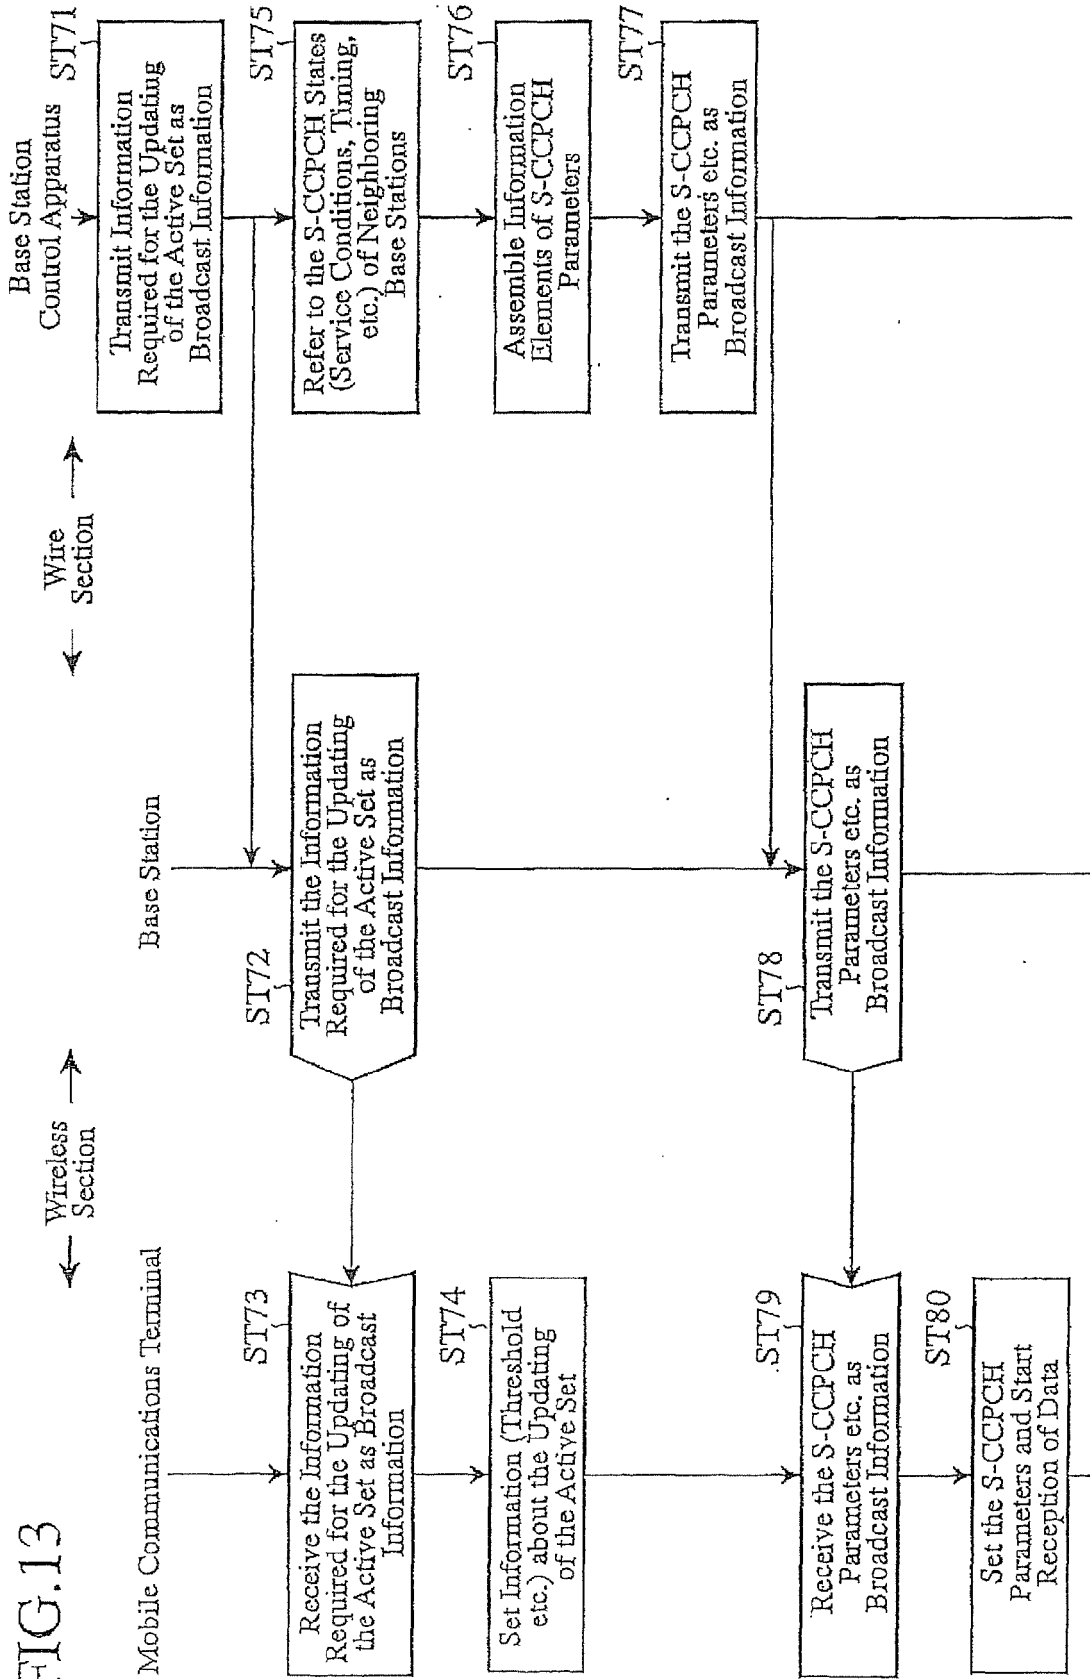 FIG.13
Mobile Communications Terminal
Wireless
Section
Base Station
Wire
Section
Base Station
Control Apparatus
ST71
Transmit Information
Required for the Updating
of the Active Set as
Broadcast Information
ST72
Transmit the Information
Required for the Updating
of the Active Set as
Broadcast Information
ST73
Receive the Information
Required for the Updating of
the Active Set as Broadcast
Information
ST74
Set Information (Threshold
etc.) about the Updating
of the Active Set
ST75
Refer to the S-CCPCH States
(Service Conditions, Timing,
etc.) of Neighboring
Base Stations
ST76
Assemble Information
Elements of S-CCPCH
Parameters
ST77
Transmit the S-CCPCH
Parameters etc. as
Broadcast Information
ST78
Transmit the S-CCPCH
Parameters etc. as
Broadcast Information
ST79
Receive the S-CCPCH
Parameters etc. as
Broadcast Information
ST80
Set the S-CCPCH
Parameters and Start
Reception of Data